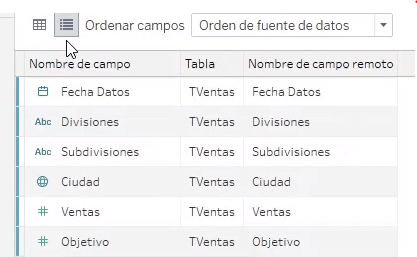 Ordenar campos Orden de fuente de datos
Nombre de campo Tabla Nombre de campo remoto
Fecha Datos TVentas Fecha Datos
Abc Divisiones TVentas Divisiones
Abc Subdivisiones TVentas Subdivisiones
Ciudad TVentas Ciudad
# Ventas TVentas Ventas
# Objetivo TVentas Objetivo